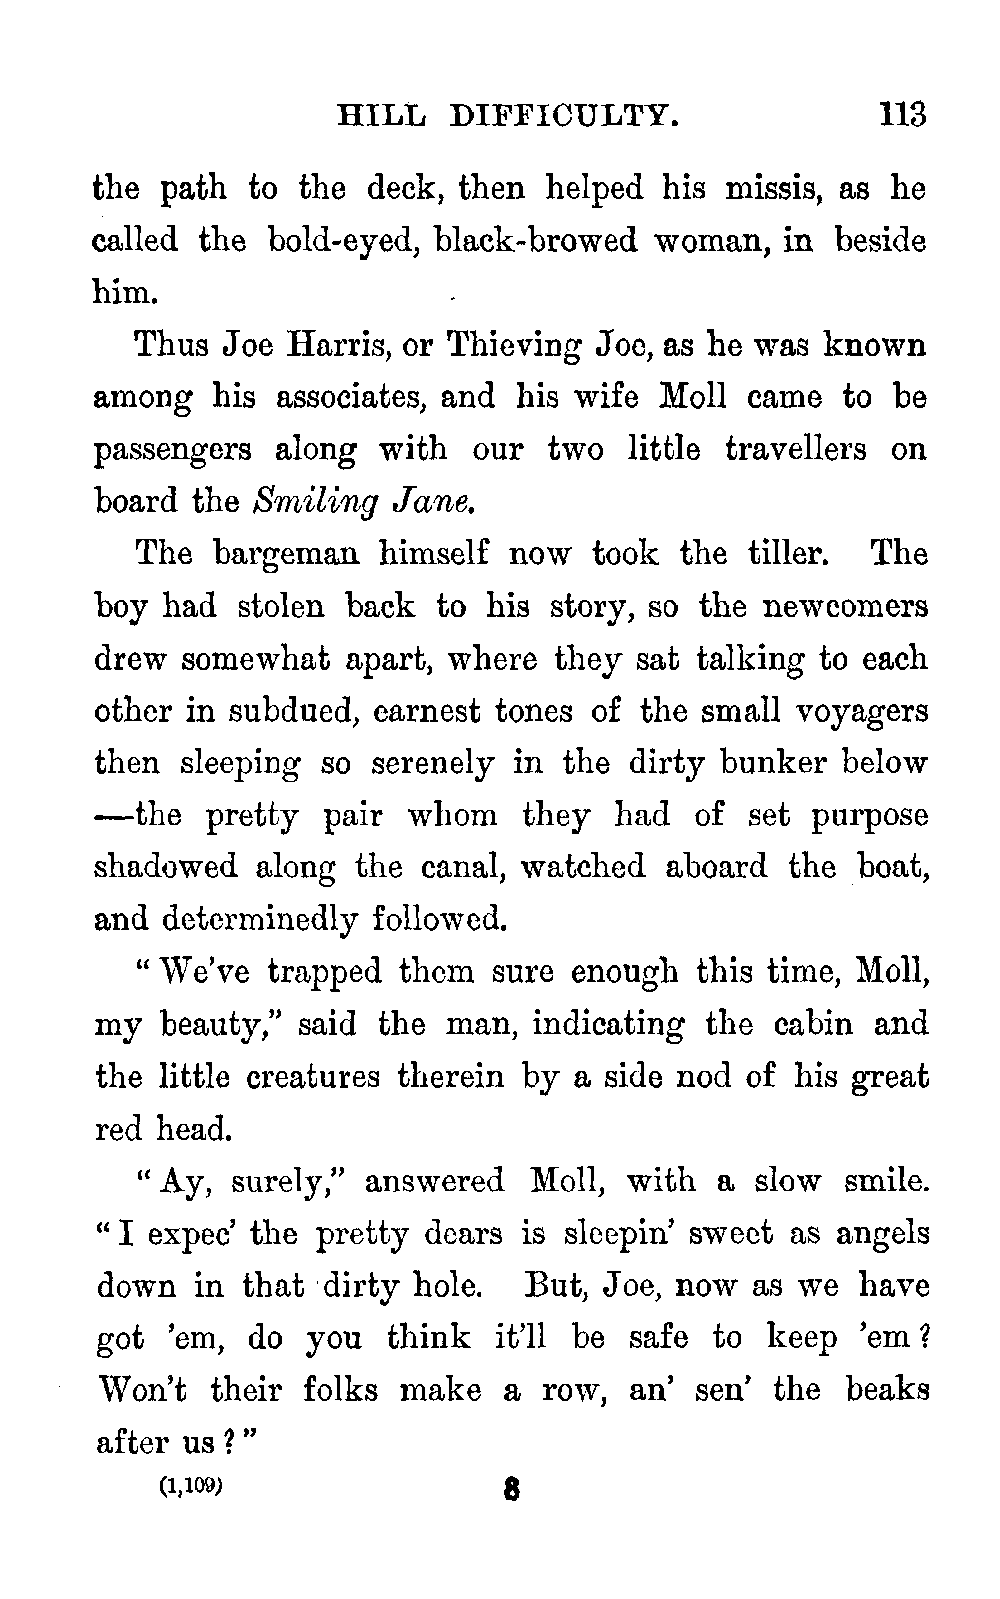 HILL DIFFICULTY. 113
the path to the deck, then helped his missis, as he
called the bold-eyed, black-browed woman, in beside
him.
Thus Joe Harris, or Thieving Joe, as he was known
among his associates, and his wife Moll came to be
passengers along with our two little travellers on
board the Smiling Jane.
The bargeman himself now took the tiller. The
boy had stolen back to his story, so the newcomers
drew somewhat apart, where they sat talking to each
other in subdued, earnest tones of the small voyagers
then sleeping so serenely in the dirty bunker below
—the pretty pair whom they had of set purpose
shadowed along the canal, watched aboard the boat,
and determinedly followed.
“We’ve trapped them sure enough this time, Moll,
my beauty,” said the man, indicating the cabin and
the little creatures therein by a side nod of his great
red head.
“Ay, surely,” answered Moll, with a slow smile.
“I expec’ the pretty dears is sleepin’ sweet as angels
down in that dirty hole. But, Joe, now as we have
got ’em, do you think it’ll be safe to keep ’em?
Won’t their folks make a row, an’ sen’ the beaks
after us?”
(1,109) 8